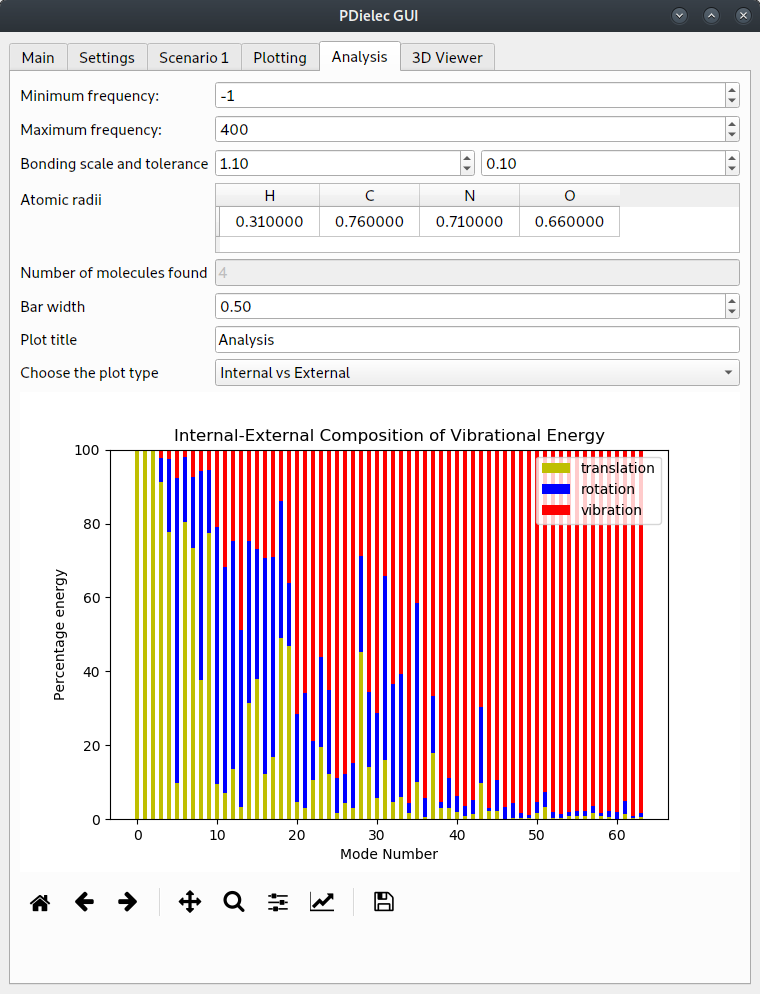 PDielec GUI
Main Settings Scenario 1 Plotting Analysis 3D Viewer
Minimum frequency: -1
Maximum frequency: 400
Bonding scale and tolerance 1.10 0.10
Atomic radii H C N O
0.310000 0.760000 0.710000 0.660000
Number of molecules found 4
Bar width 0.50
Plot title Analysis
Choose the plot type Internal vs External
Internal-External Composition of Vibrational Energy
100
80
60
40
20
0
Percentage energy
translation
rotation
vibration
0 10 20 30 40 50 60
Mode Number